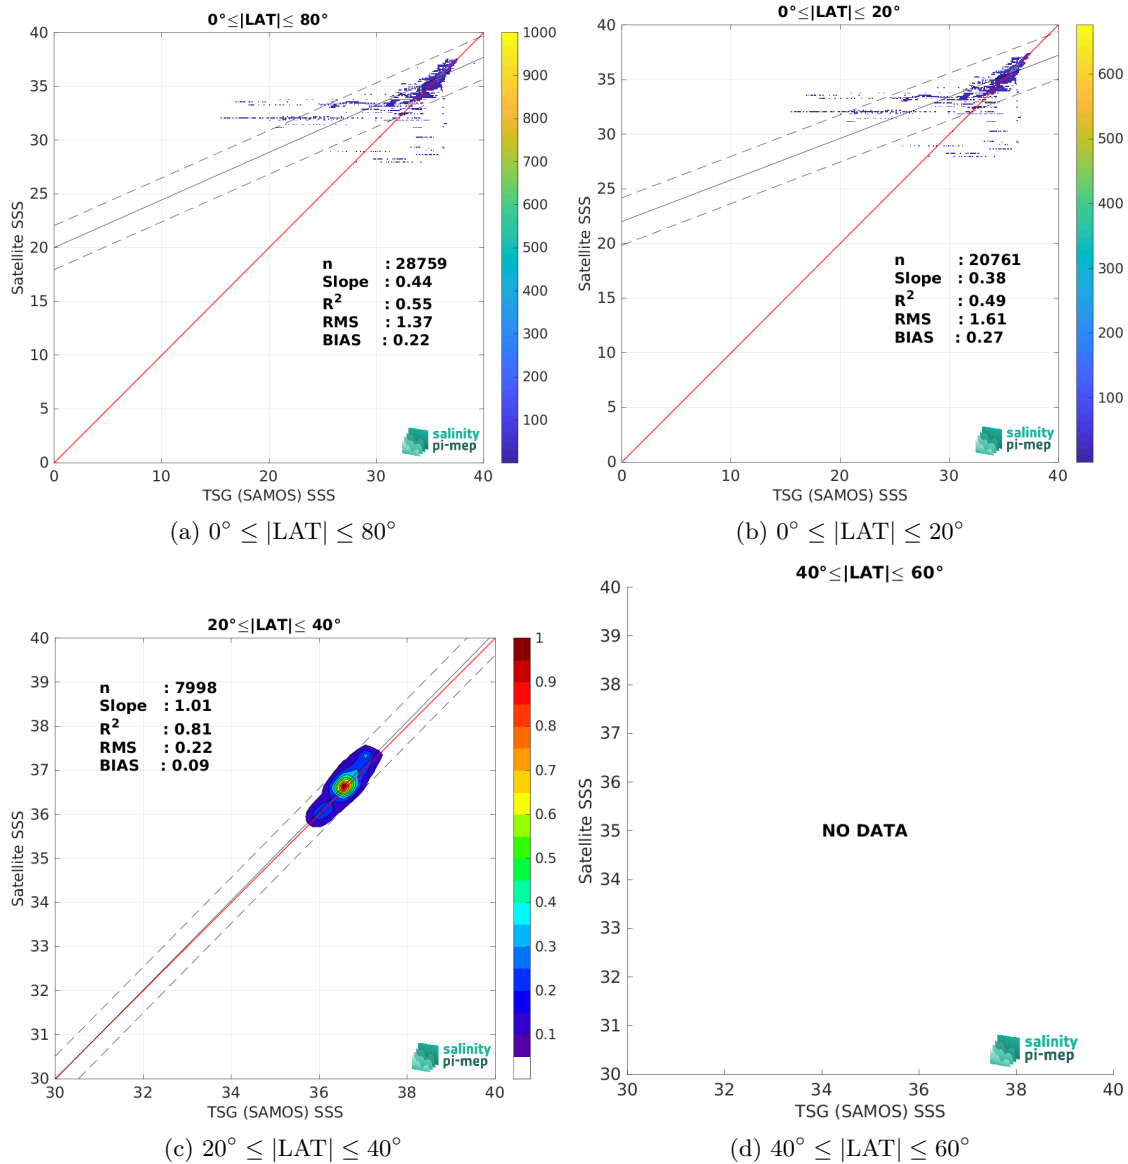 0°≤|LAT|≤ 80°
40
35
30
25
20
15
10
5
0
0
10
20
30
40
Satellite SSS
TSG (SAMOS) SSS
n : 28759
Slope : 0.44
R² : 0.55
RMS : 1.37
BIAS : 0.22
salinity
pi-mep
1000
900
800
700
600
500
400
300
200
100
(a) 0° ≤ |LAT| ≤ 80°
0°≤|LAT|≤ 20°
40
35
30
25
20
15
10
5
0
0
10
20
30
40
Satellite SSS
TSG (SAMOS) SSS
n : 20761
Slope : 0.38
R² : 0.49
RMS : 1.61
BIAS : 0.27
salinity
pi-mep
600
500
400
300
200
100
(b) 0° ≤ |LAT| ≤ 20°
20°≤|LAT|≤ 40°
40
39
38
37
36
35
34
33
32
31
30
30
32
34
36
38
40
Satellite SSS
TSG (SAMOS) SSS
n : 7998
Slope : 1.01
R² : 0.81
RMS : 0.22
BIAS : 0.09
salinity
pi-mep
1
0.9
0.8
0.7
0.6
0.5
0.4
0.3
0.2
0.1
(c) 20° ≤ |LAT| ≤ 40°
40°≤|LAT|≤ 60°
40
39
38
37
36
35
34
33
32
31
30
30
32
34
36
38
40
Satellite SSS
TSG (SAMOS) SSS
NO DATA
salinity
pi-mep
(d) 40° ≤ |LAT| ≤ 60°